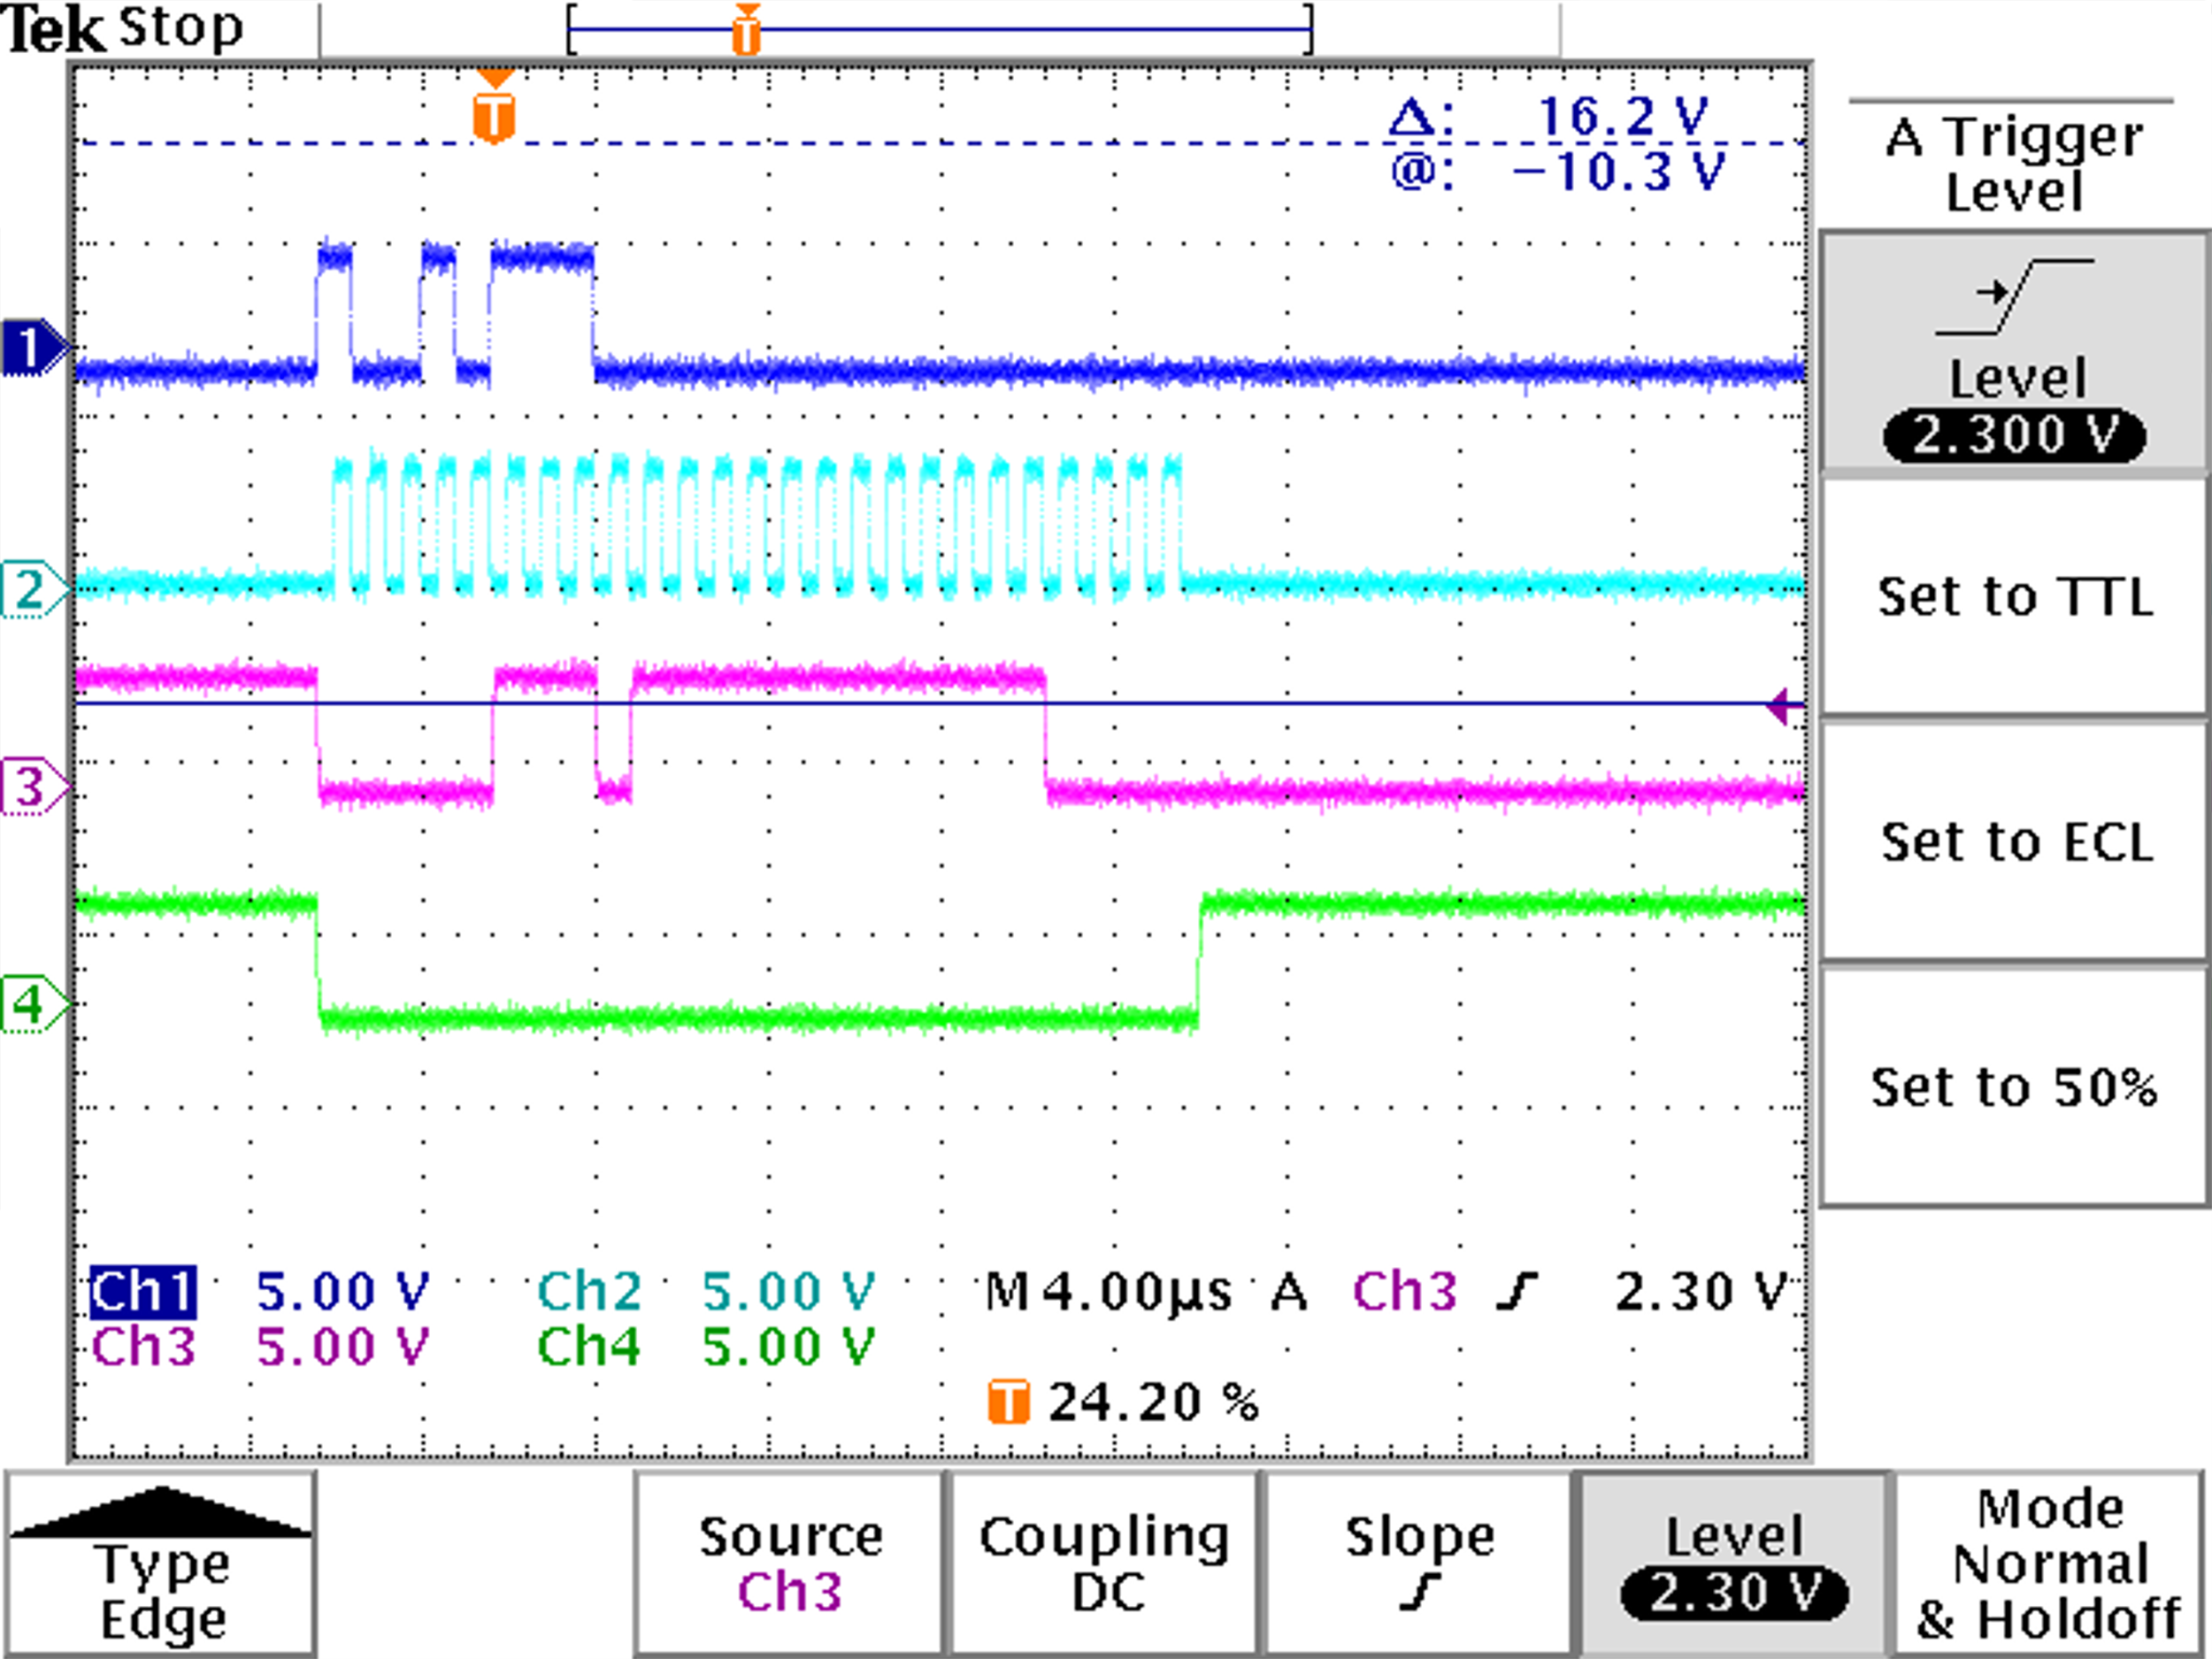 Tek Stop
T
T
Δ: 16.2 V
@: −10.3 V
1
2
3
4
A Trigger
Level
Level
2.300 V
Set to TTL
Set to ECL
Set to 50%
Ch1 5.00 V Ch2 5.00 V M 4.00µs A Ch3 2.30 V
Ch3 5.00 V Ch4 5.00 V
T 24.20 %
Type
Edge
Source
Ch3
Coupling
DC
Slope
Level
2.30 V
Mode
Normal
& Holdoff